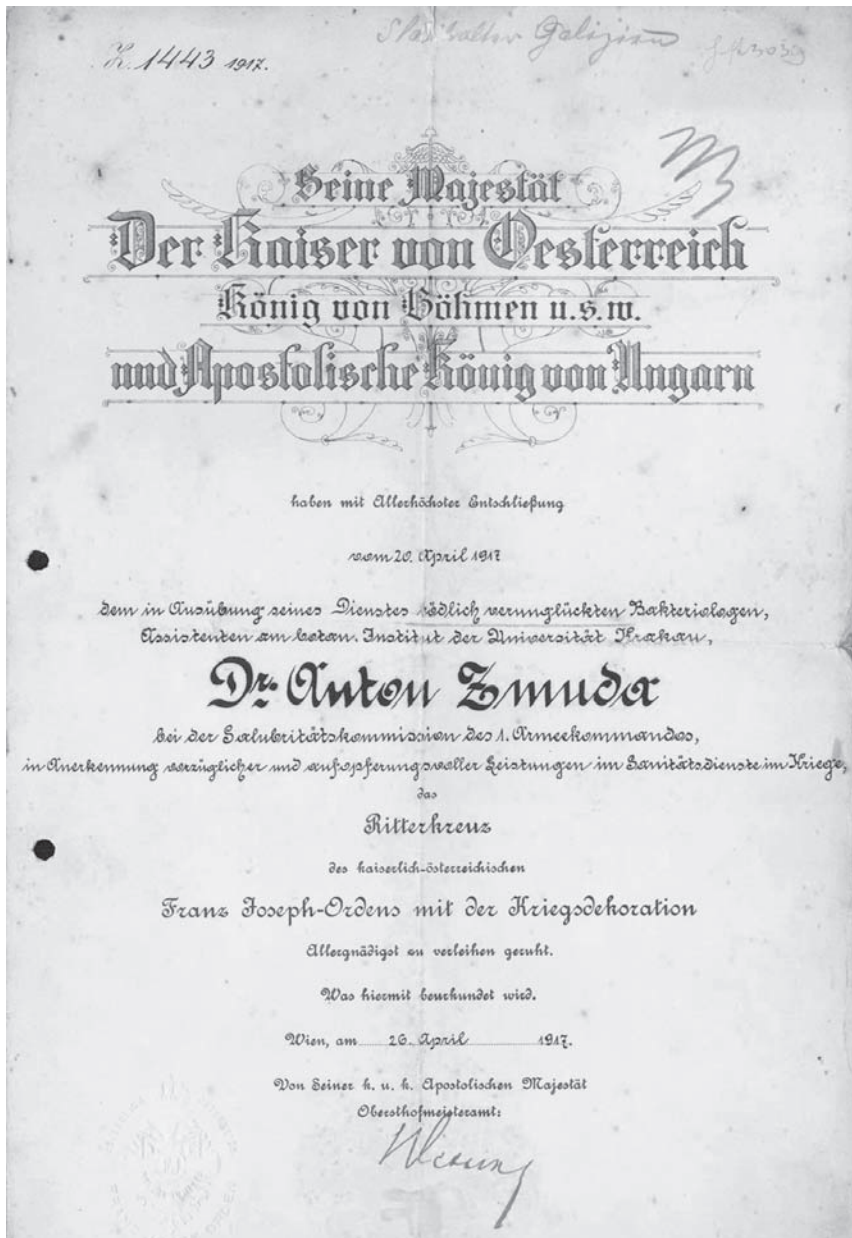 Z. 1443 1917.
Statthalter Galizien
Seine Majestät
Der Kaiser von Oesterreich
König von Böhmen u.s.w.
und Apostolische König von Ungarn
haben mit Allerhöchster Entschließung
vom 20. April 1917
dem in Ausübung seines Dienstes tödlich verunglückten Bakteriologen,
Assistenten am botan. Institut der Universität Krakau,
Dr. Anton Zmuda
bei der Salubritätskommission des 1. Armeekommandos,
in Anerkennung vorzüglicher und aufopferungsvoller Leistungen im Sanitätsdienste im Kriege,
das
Ritterkreuz
des kaiserlich-österreichischen
Franz Joseph-Ordens mit der Kriegsdekoration
Allergnädigst zu verleihen geruht.
Was hiermit beurkundet wird.
Wien, am 26. April 1917.
Von Seiner k. u. k. Apostolischen Majestät
Obersthofmeisteramt: